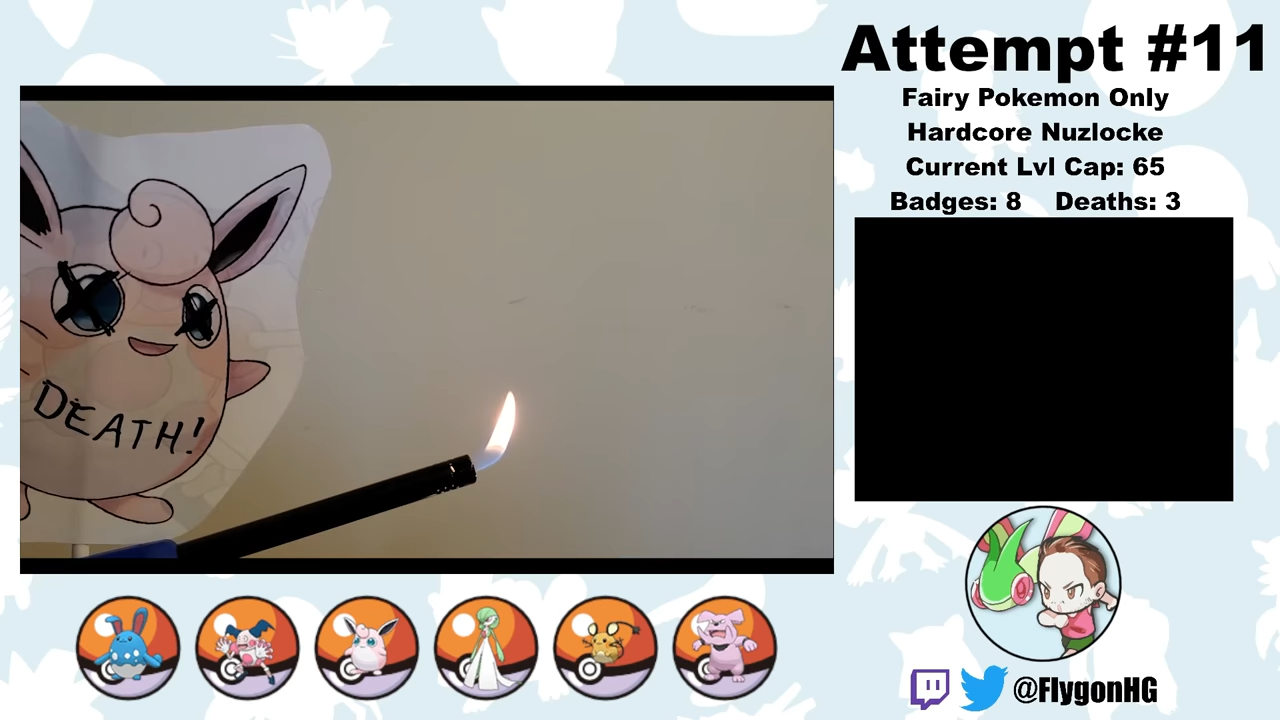 Attempt #11
Fairy Pokemon Only
Hardcore Nuzlocke
Current Lvl Cap: 65
Badges: 8 Deaths: 3
DEATH!
@FlygonHG